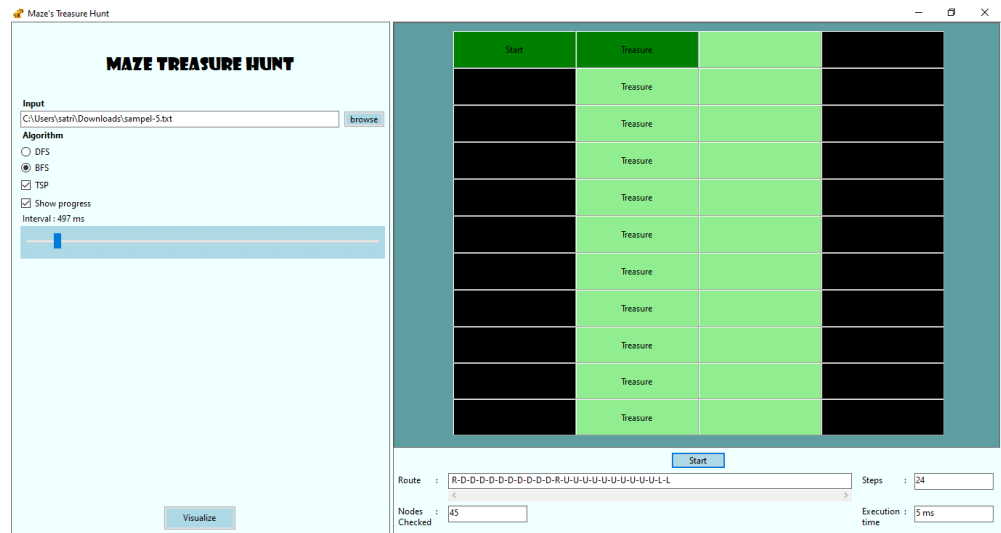 Maze's Treasure Hunt
MAZE TREASURE HUNT
Input
C:\Users\satri\Downloads\sampel-5.txt
browse
Algorithm
DFS
BFS
TSP
Show progress
Interval : 497 ms
Visualize
Start Treasure
Treasure
Treasure
Treasure
Treasure
Treasure
Treasure
Treasure
Treasure
Treasure
Treasure
Start
Route : R-D-D-D-D-D-D-D-D-D-D-R-U-U-U-U-U-U-U-U-U-U-L-L
Steps : 24
Nodes Checked : 45
Execution time : 5 ms